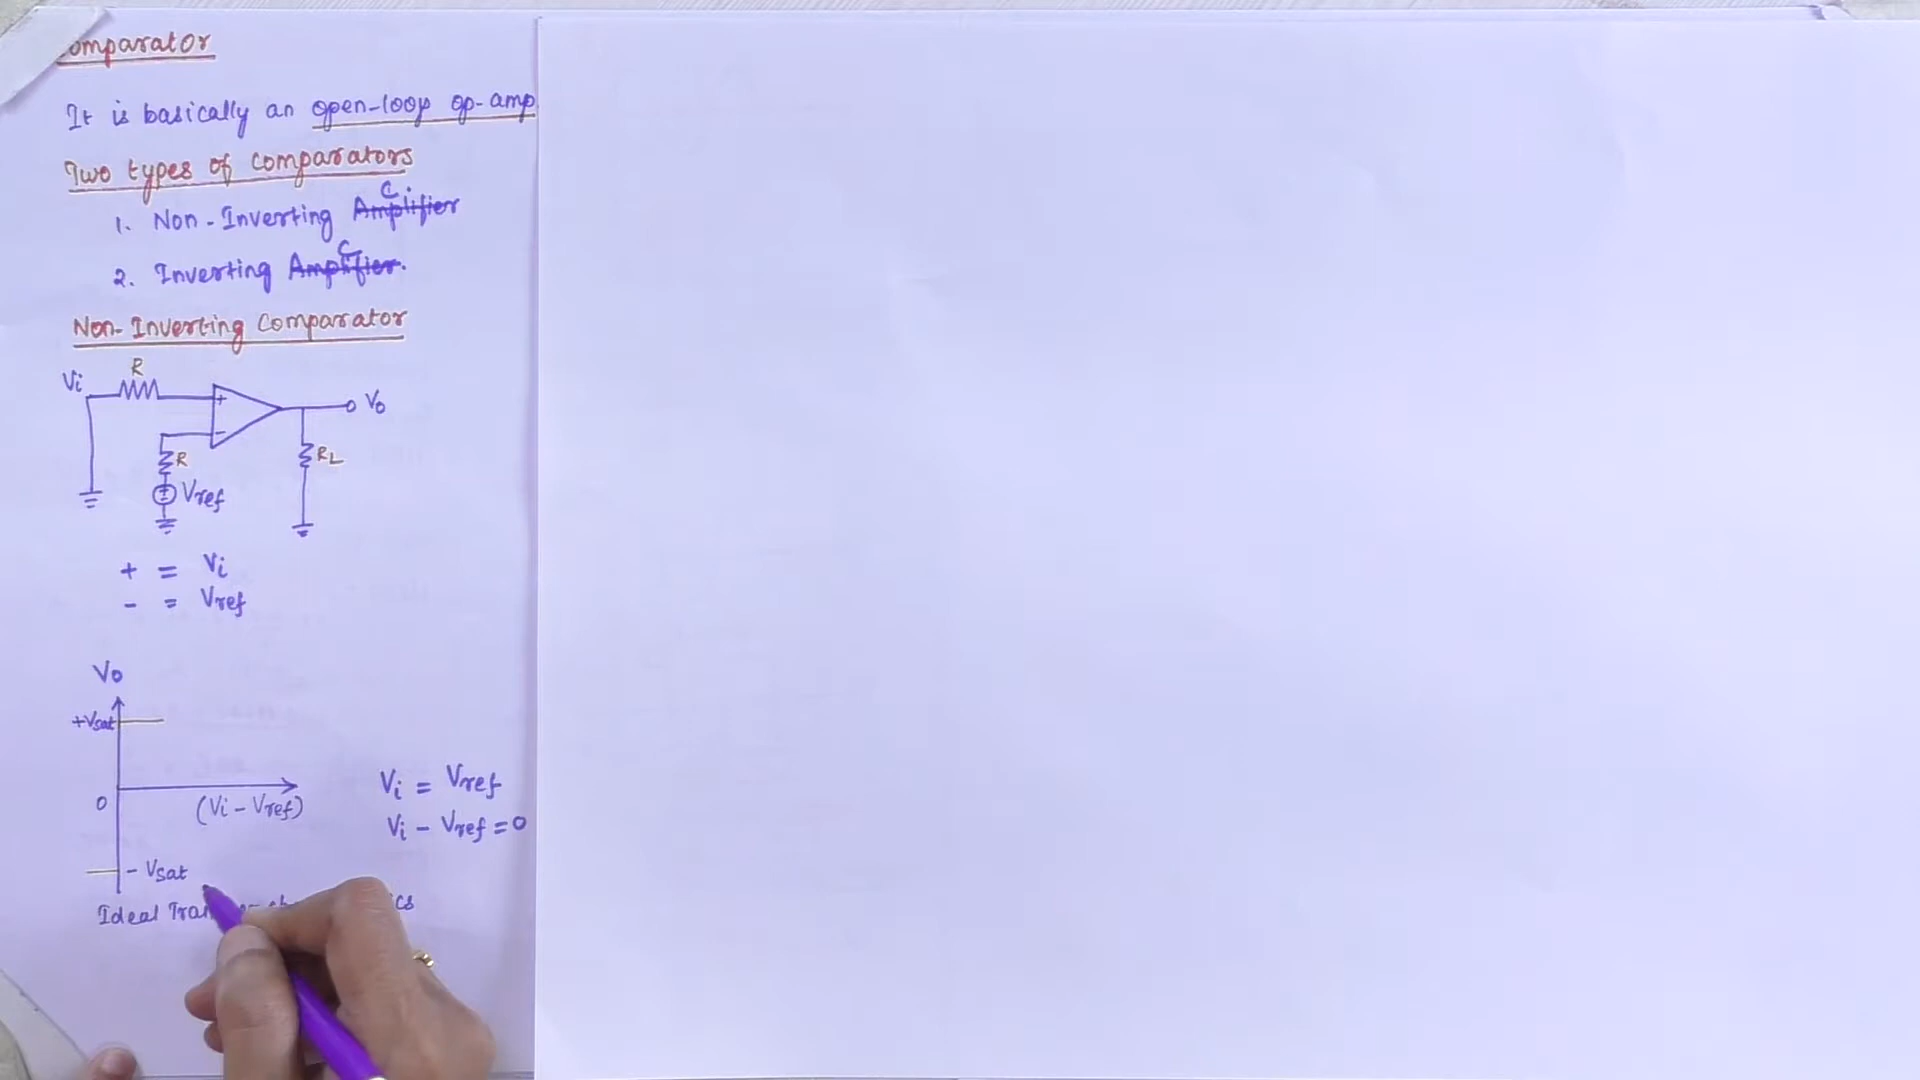 omparator
It is basically an open-loop op-amp
Two types of comparators
C.
1. Non-Inverting Amplifier
C
2. Inverting Amplifier.
Non-Inverting Comparator
R
Vi
+
Vo
-
R
RL
Vref
+ = Vi
- = Vref
Vo
+Vsat
Vi = Vref
0
(Vi - Vref)
Vi - Vref = 0
- Vsat
Ideal